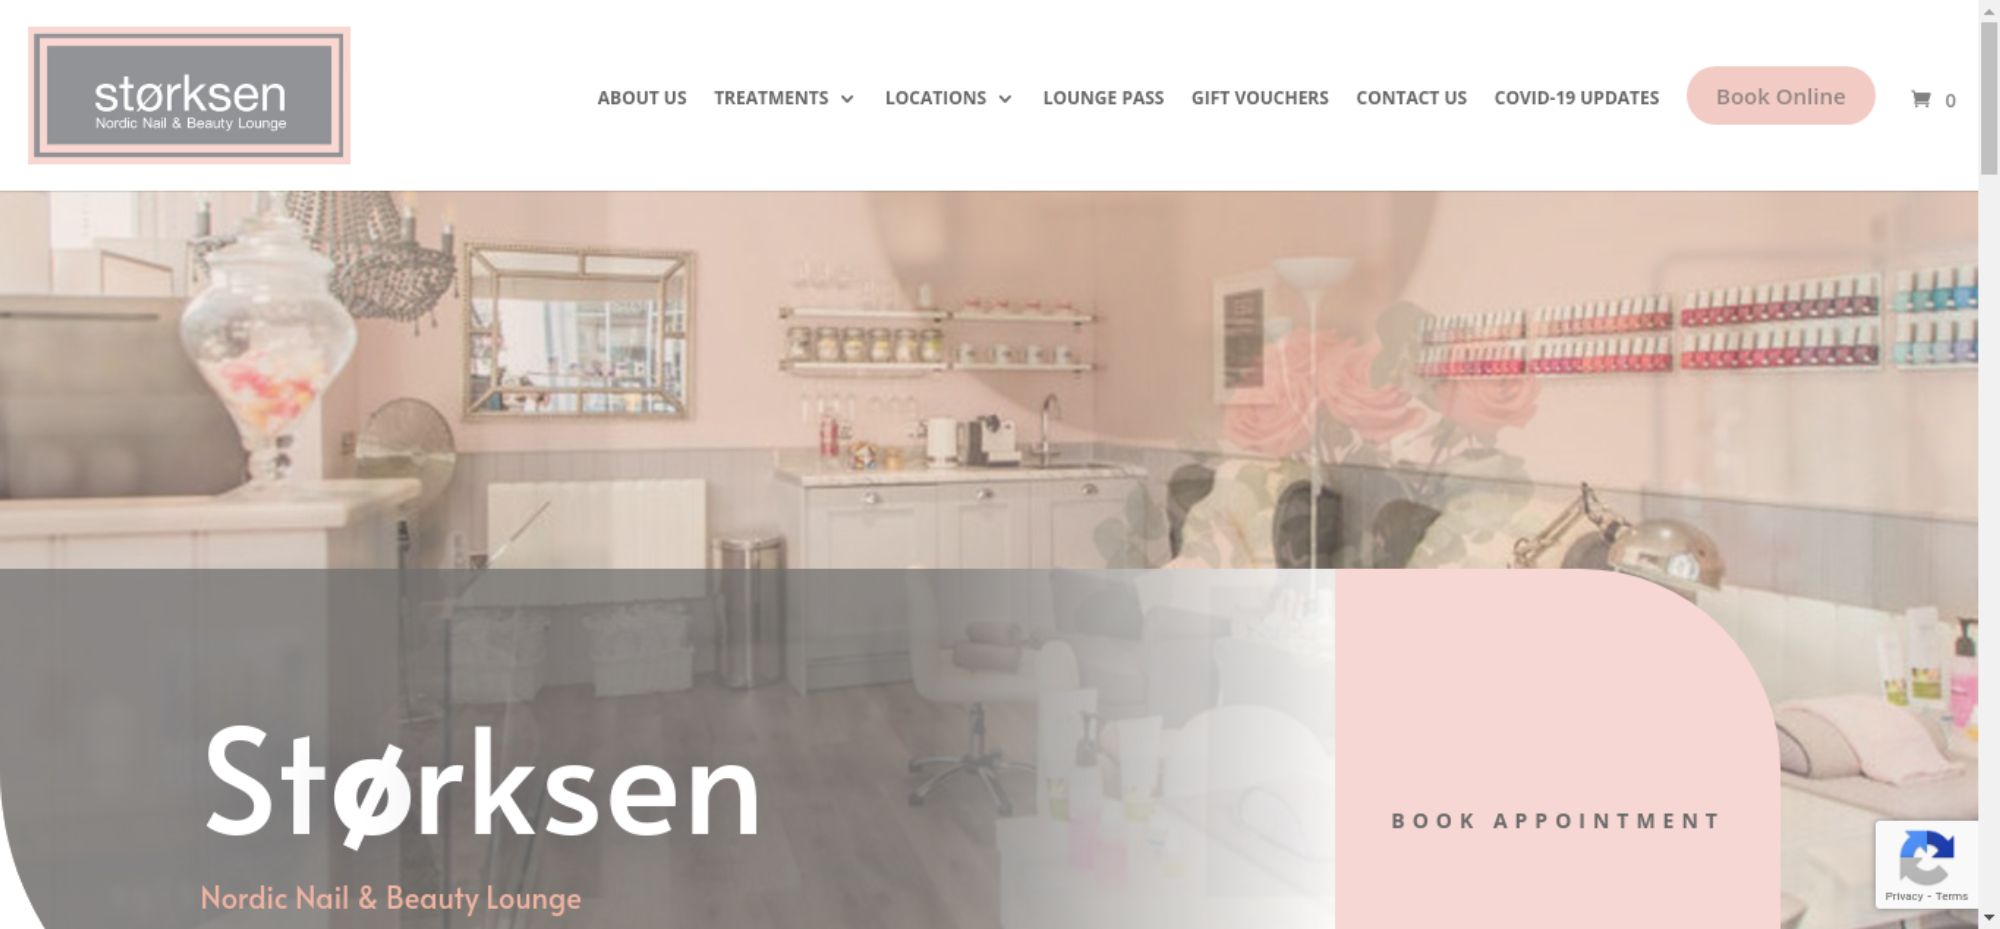 størksen
Nordic Nail & Beauty Lounge
ABOUT US TREATMENTS LOCATIONS LOUNGE PASS GIFT VOUCHERS CONTACT US COVID-19 UPDATES Book Online 0
Størksen
Nordic Nail & Beauty Lounge
BOOK APPOINTMENT
Privacy - Terms